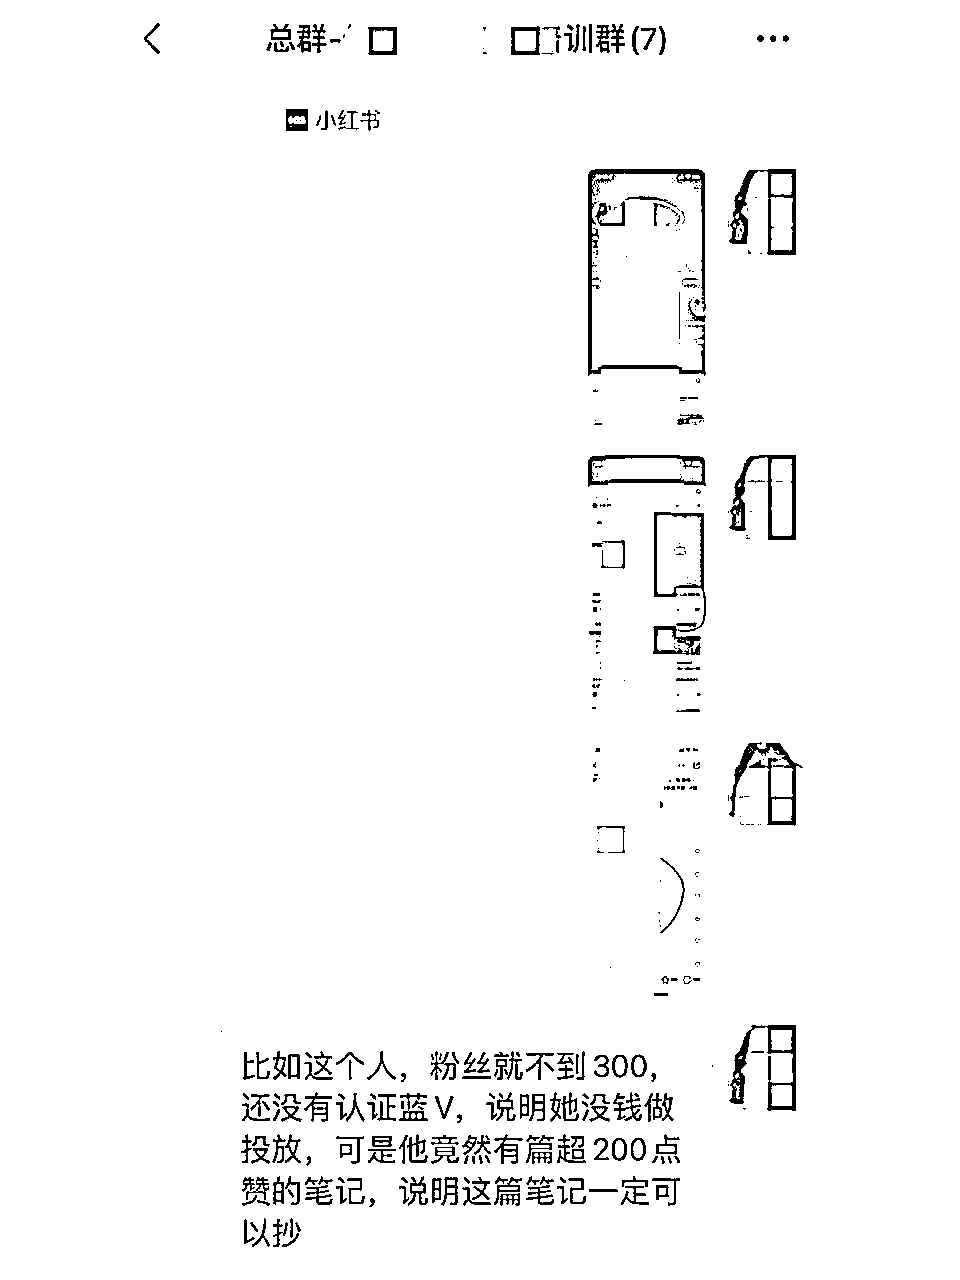 总群-
训群(7)
小红书
比如这个人，粉丝就不到300，
还没有认证蓝V，说明她没钱做
投放，可是他竟然有篇超200点
赞的笔记，说明这篇笔记一定可
以抄